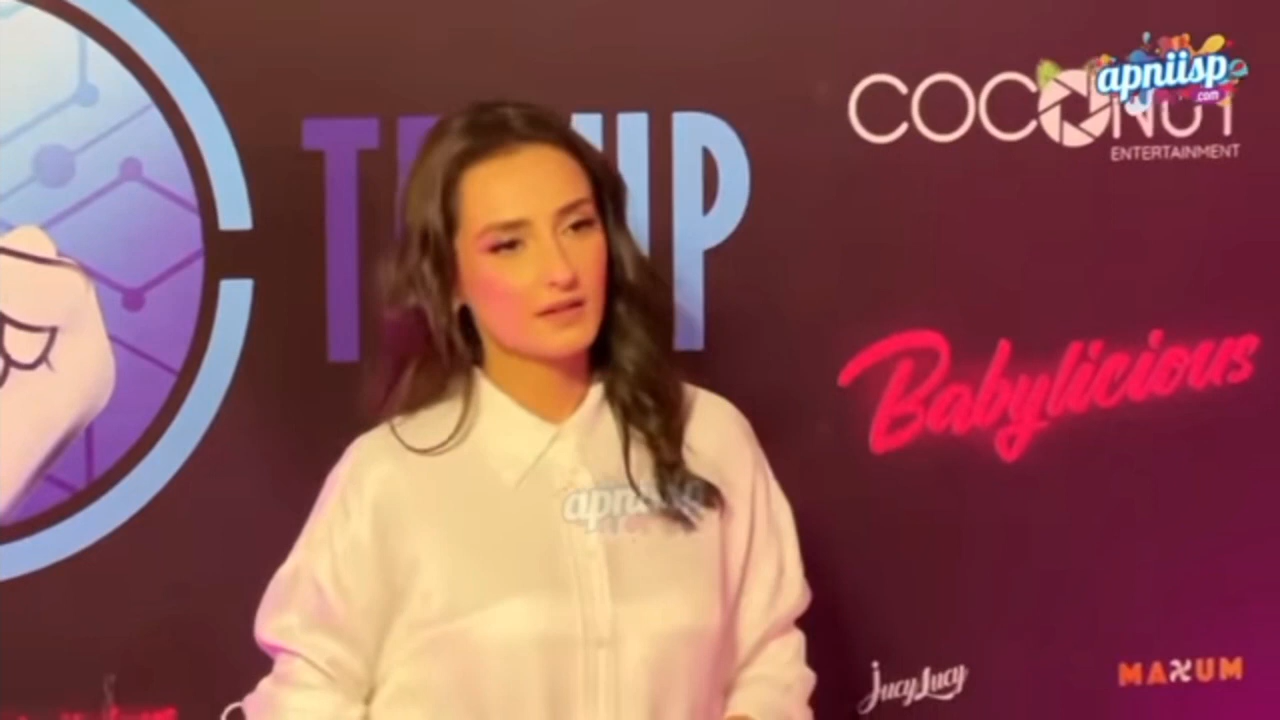 apniisp
.com
COCONUT
ENTERTAINMENT
Babylicious
apniisp
JucyLucy
MAXUM